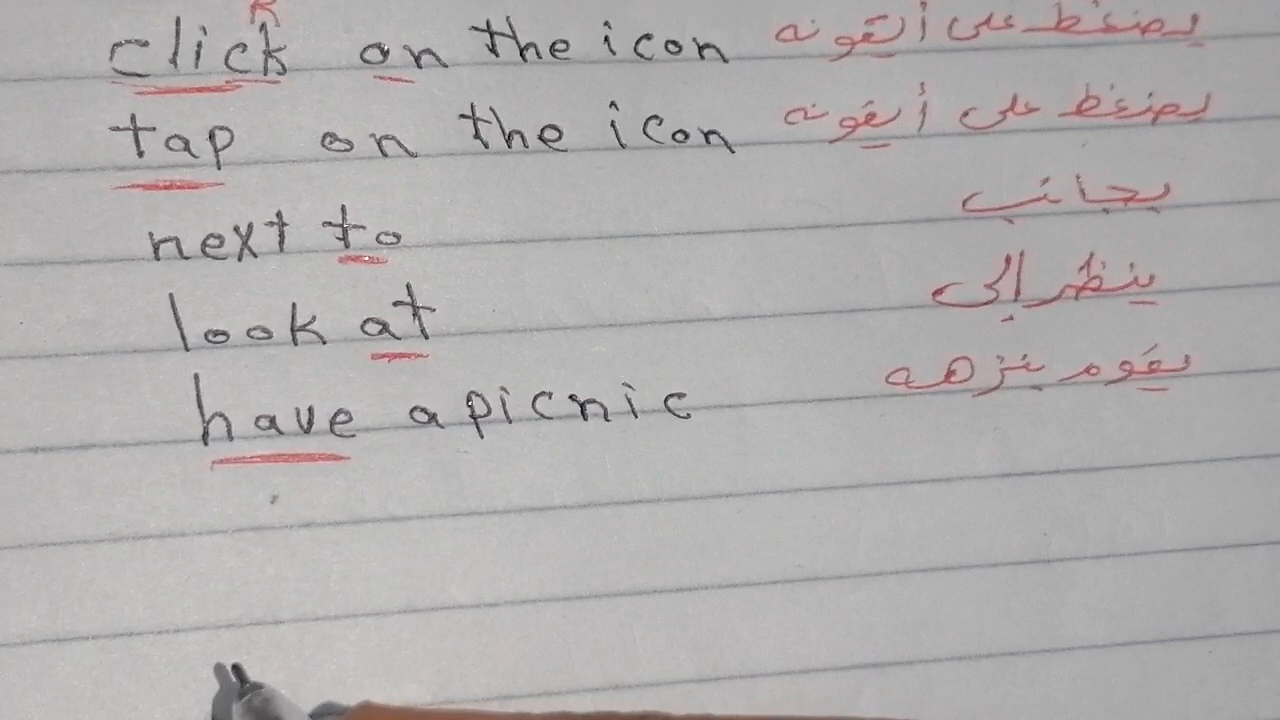 click on the icon يضغط على أيقونه
tap on the icon يضغط على أيقونه
next to بجانب
look at ينظر إلى
have a picnic يقوم بنزهه